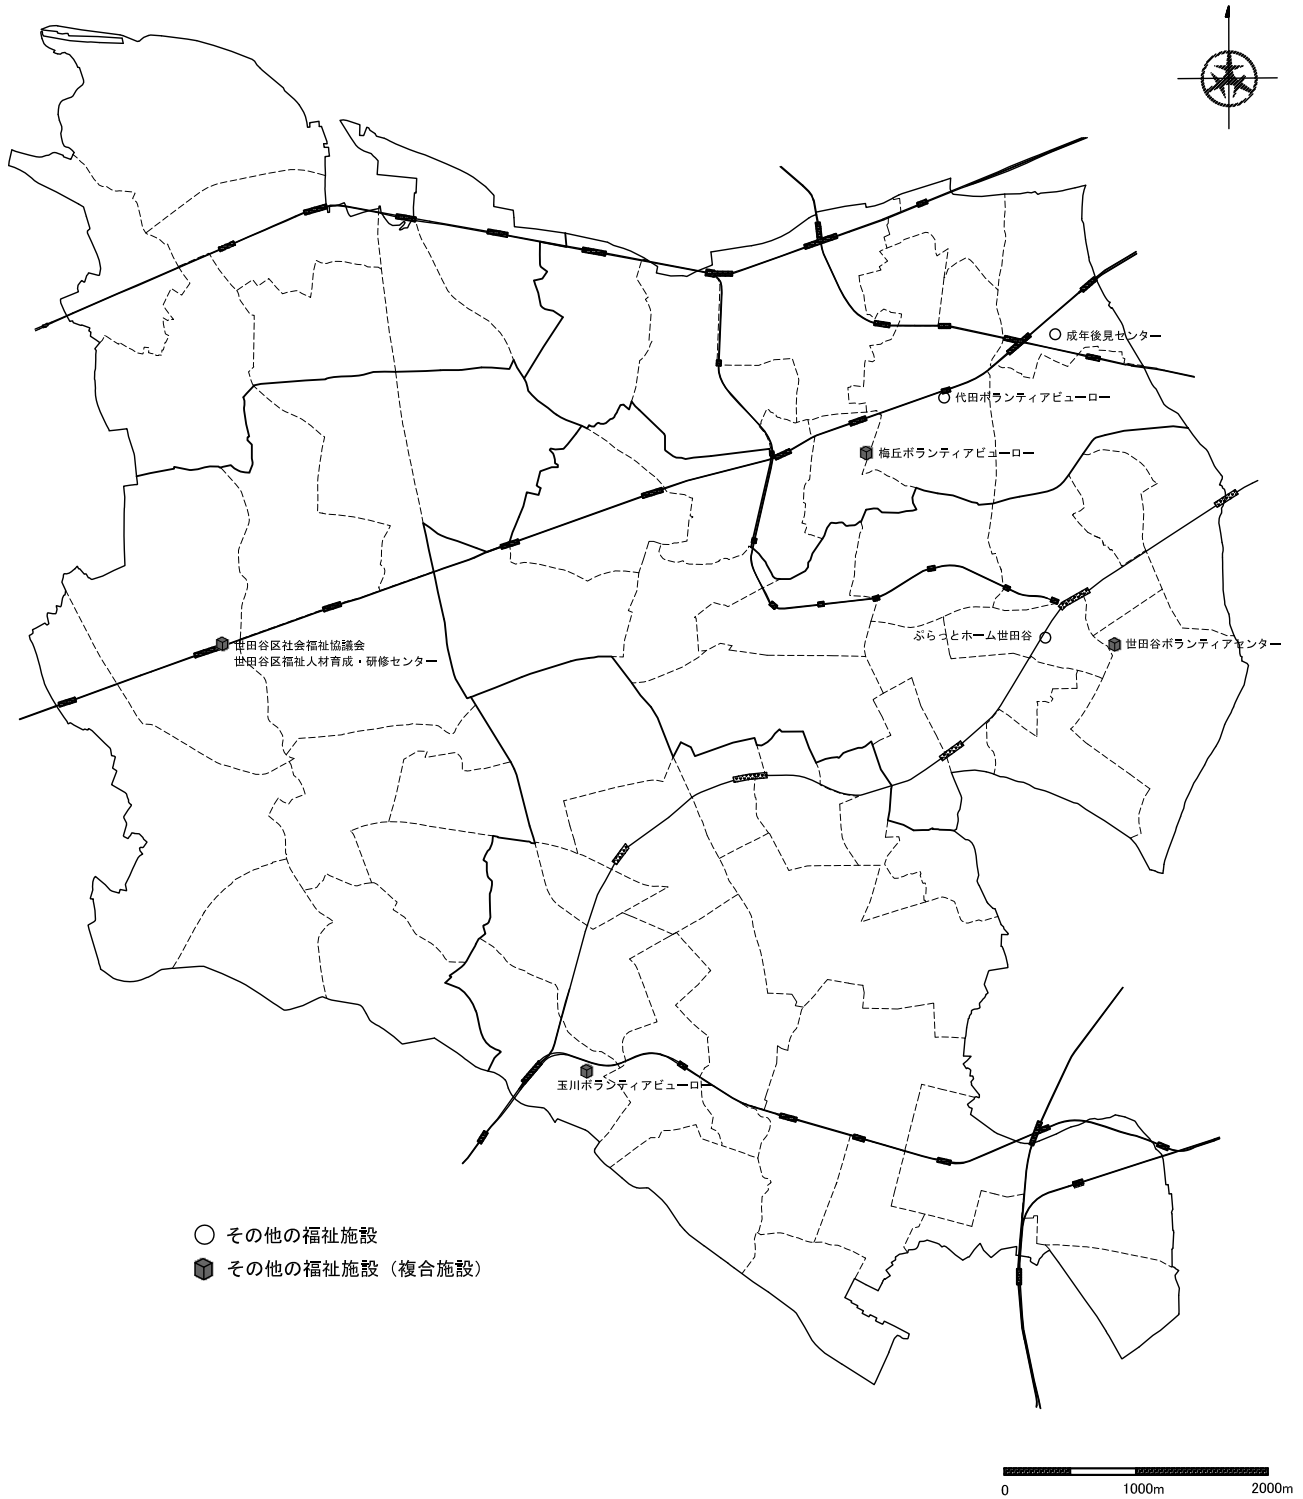 成年後見センター
代田ボランティアビューロー
梅丘ボランティアビューロー
ぷらっとホーム世田谷
世田谷ボランティアセンター
世田谷区社会福祉協議会
世田谷区福祉人材育成・研修センター
玉川ボランティアビューロー
その他の福祉施設
その他の福祉施設（複合施設）
0 1000m 2000m